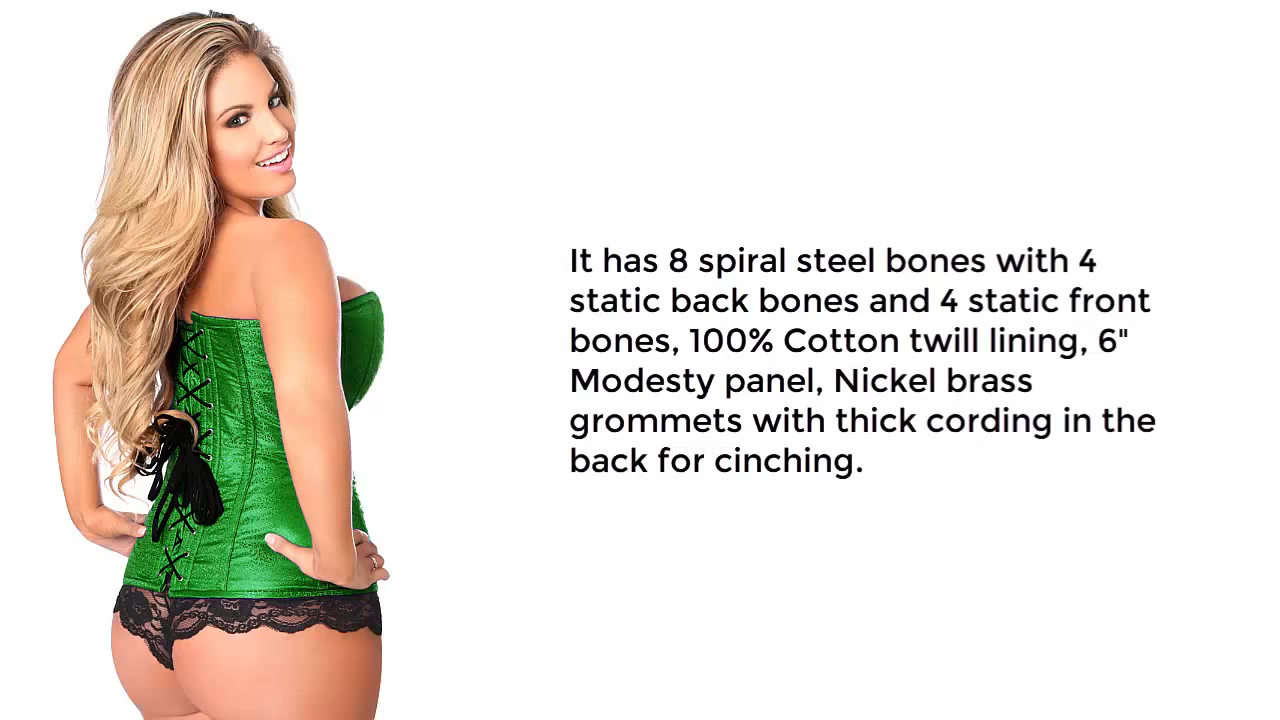 It has 8 spiral steel bones with 4
static back bones and 4 static front
bones, 100% Cotton twill lining, 6"
Modesty panel, Nickel brass
grommets with thick cording in the
back for cinching.